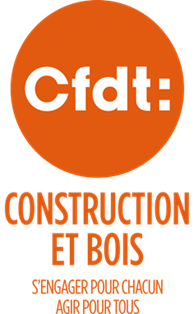 Cfdt:
CONSTRUCTION
ET BOIS
S'ENGAGER POUR CHACUN
AGIR POUR TOUS